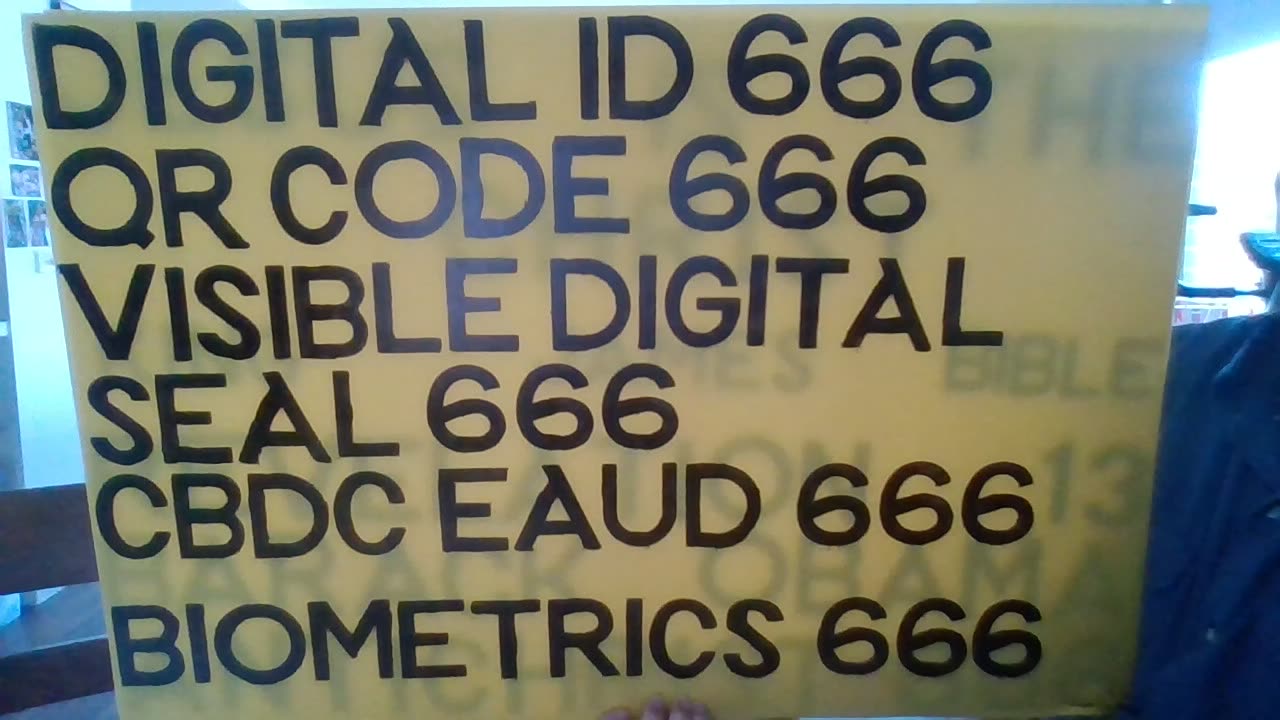 DIGITAL ID 666
QR CODE 666
VISIBLE DIGITAL
SEAL 666
CBDC EAUD 666
BIOMETRICS 666